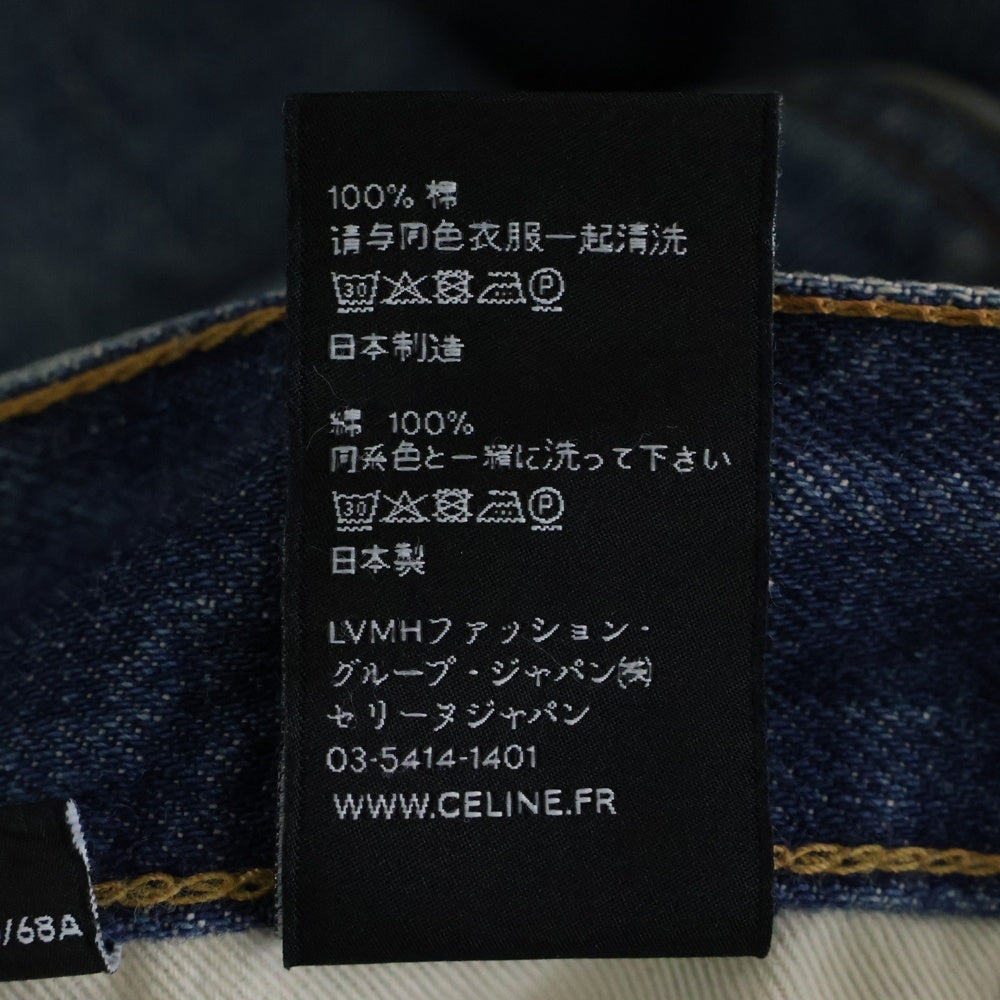 100% 棉
请与同色衣服一起清洗
30 P
日本制造
綿 100%
同系色と一緒に洗って下さい
30 P
日本製
LVMHファッション・
グループ・ジャパン㈱
セリーヌジャパン
03-5414-1401
WWW.CELINE.FR
/68A